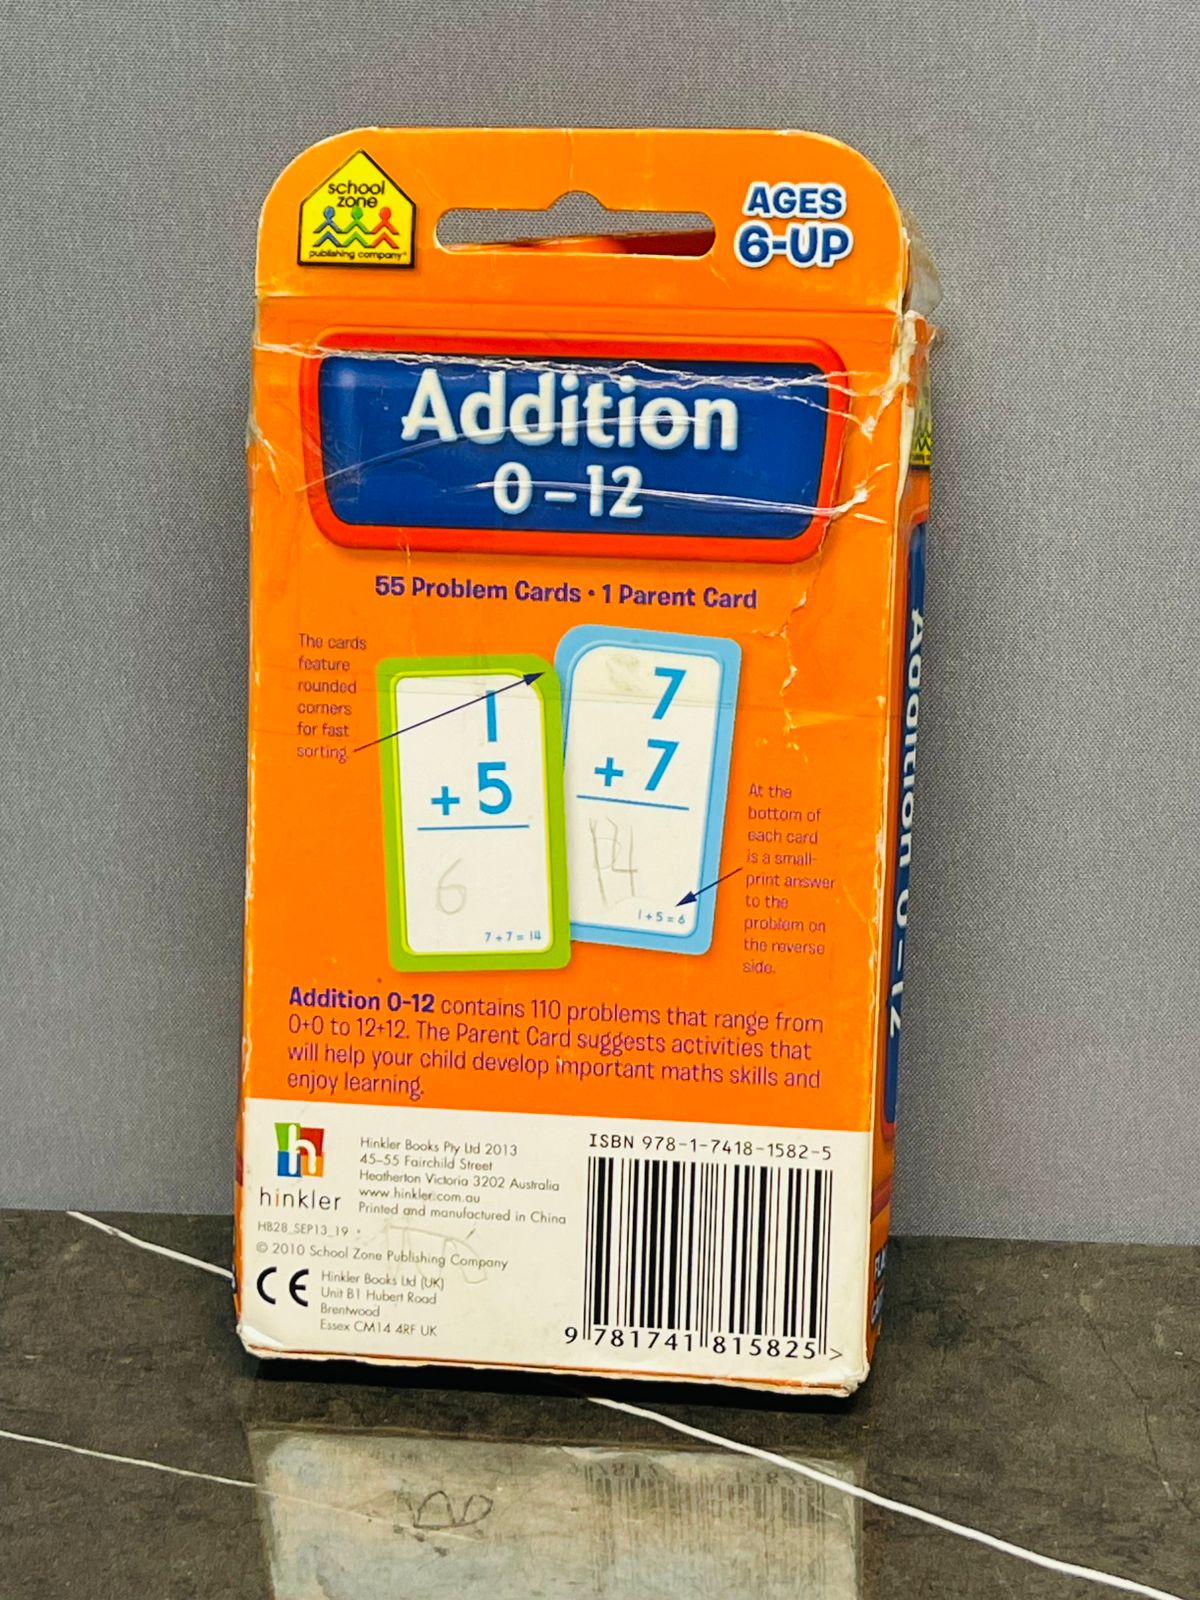 school
zone
publishing company
AGES
6-UP
Addition
0-12
55 Problem Cards • 1 Parent Card
The cards
feature
rounded
corners
for fast
sorting.
1
+ 5
6
7 + 7 = 14
7
+ 7
14
1 + 5 = 6
At the
bottom of
each card
is a small-
print answer
to the
problem on
the reverse
side.
Addition 0-12 contains 110 problems that range from
0+0 to 12+12. The Parent Card suggests activities that
will help your child develop important maths skills and
enjoy learning.
hinkler
Hinkler Books Pty Ltd 2013
45–55 Fairchild Street
Heatherton Victoria 3202 Australia
www.hinkler.com.au
Printed and manufactured in China
HB28_SEP13_19
© 2010 School Zone Publishing Company
CE
Hinkler Books Ltd (UK)
Unit B1 Hubert Road
Brentwood
Essex CM14 4RF UK
ISBN 978-1-7418-1582-5
9 781741 815825 >
Addition 0-12